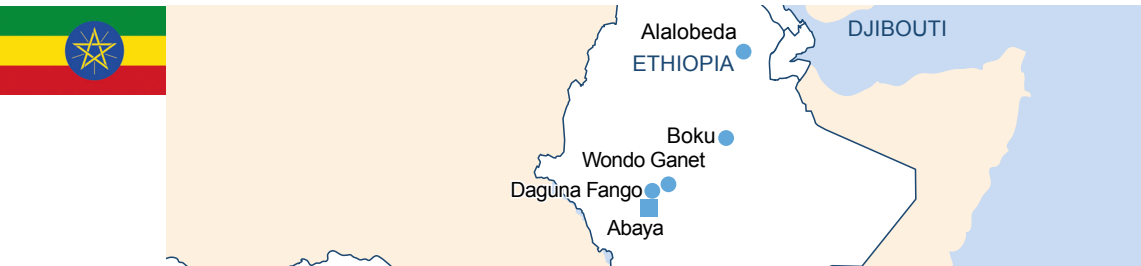 Alalobeda
DJIBOUTI
ETHIOPIA
Boku
Wondo Ganet
Daguna Fango
Abaya